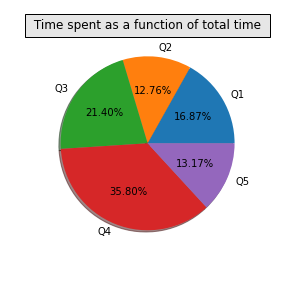 Time spent as a function of total time
Q2
Q3
Q1
12.76%
21.40%
16.87%
13.17%
Q5
35.80%
Q4